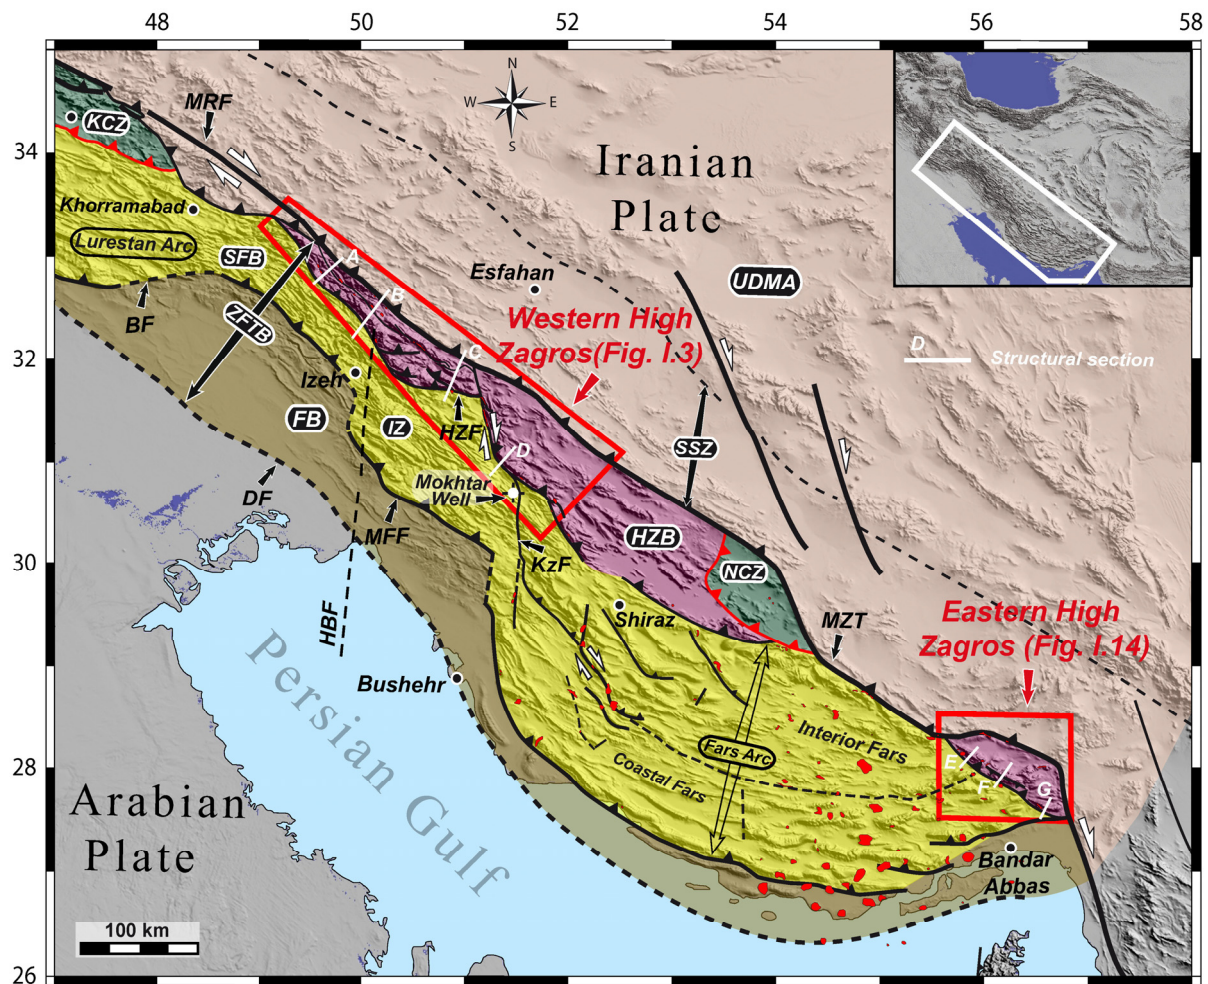 48 50 52 54 56 58
34
32
30
28
26
N
W E
S
MRF
KCZ
Iranian
Plate
Khorramabad
Lurestan Arc
SFB
A
Esfahan
UDMA
B
BF
ZFTB
Western High
Zagros(Fig. I.3)
D
Structural section
C
Izeh
FB
IZ
HZF
SSZ
D
Mokhtar
Well
DF
MFF
HZB
KzF
NCZ
HBF
Shiraz
MZT
Eastern High
Zagros (Fig. I.14)
Persian Gulf
Bushehr
Interior Fars
Fars Arc
Coastal Fars
E
F
G
Arabian
Plate
Bandar
Abbas
100 km